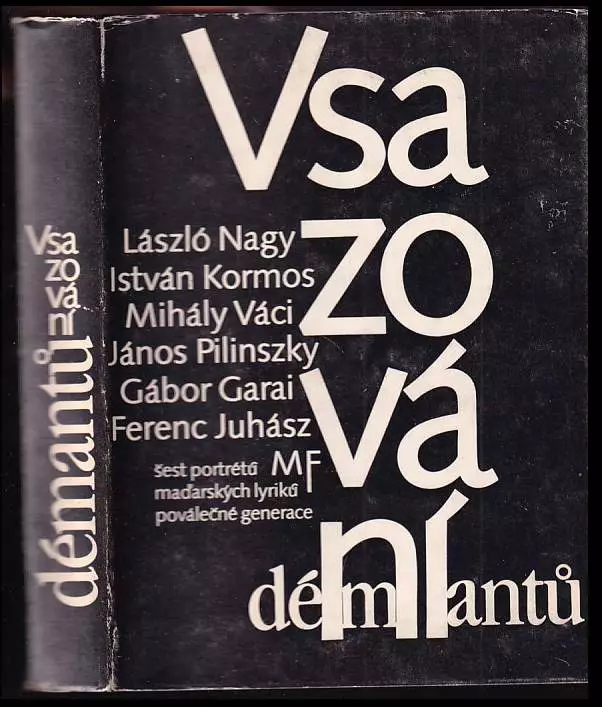 Vsa
zo
vá
ní
démantů
László Nagy
István Kormos
Mihály Váci
János Pilinszky
Gábor Garai
Ferenc Juhász
šest portrétů
maďarských lyriků
poválečné generace
MF
Vsa
zo
vá
ní
démantů